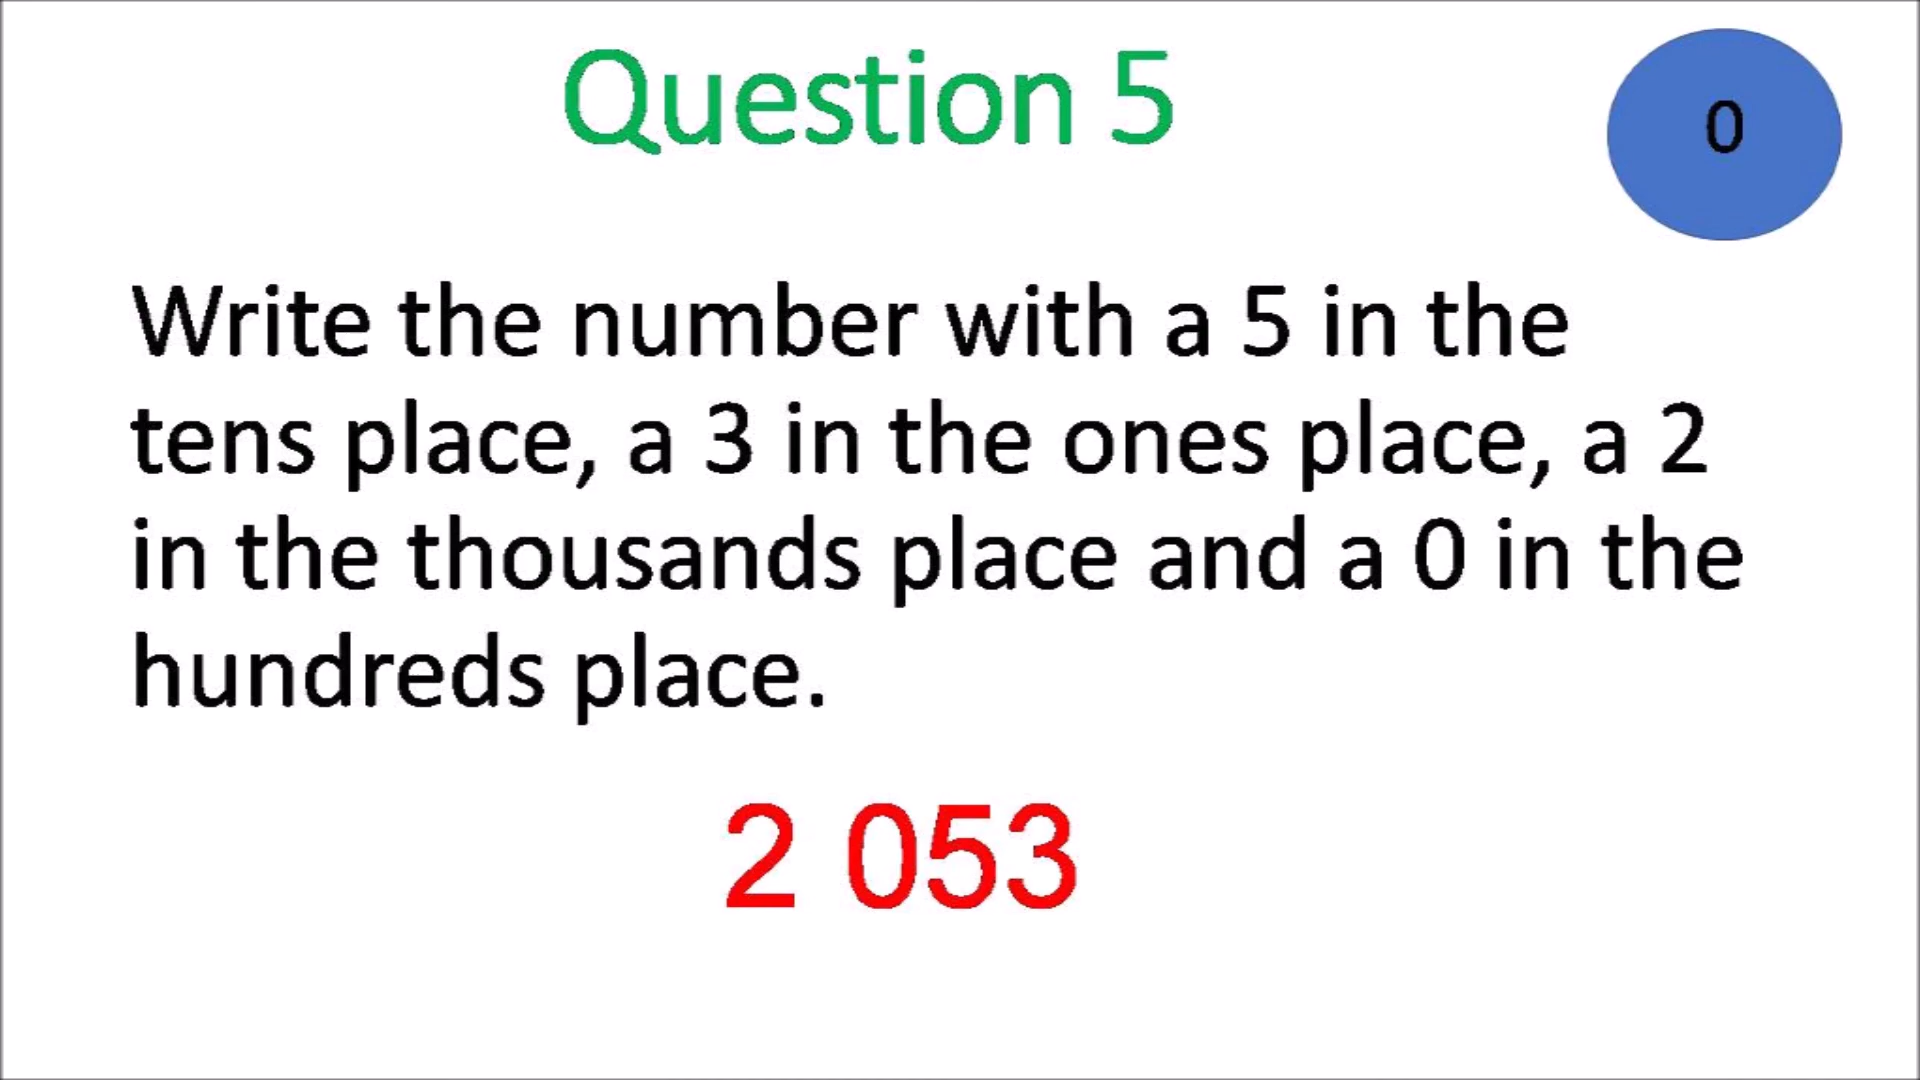 Question 5
0
Write the number with a 5 in the
tens place, a 3 in the ones place, a 2
in the thousands place and a 0 in the
hundreds place.
2 053